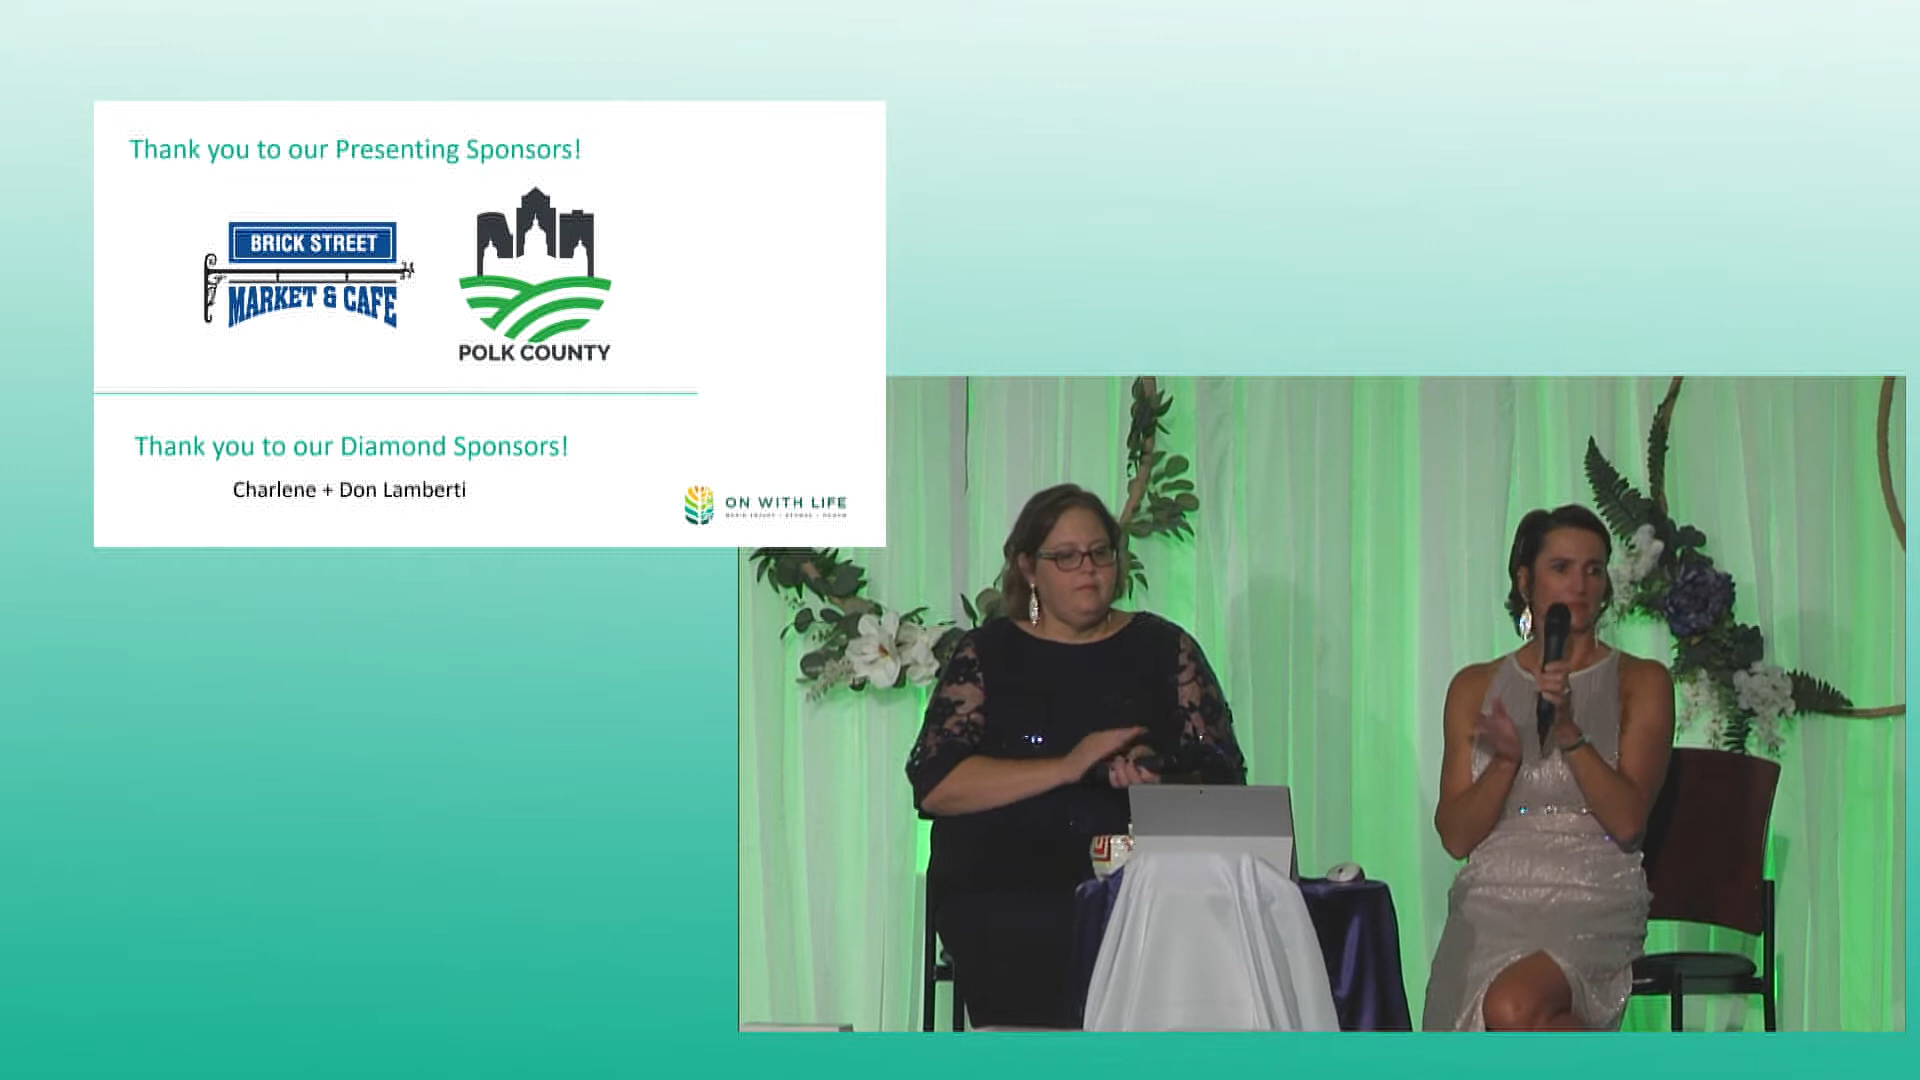 Thank you to our Presenting Sponsors!
BRICK STREET
MARKET & CAFE
POLK COUNTY
Thank you to our Diamond Sponsors!
Charlene + Don Lamberti
ON WITH LIFE